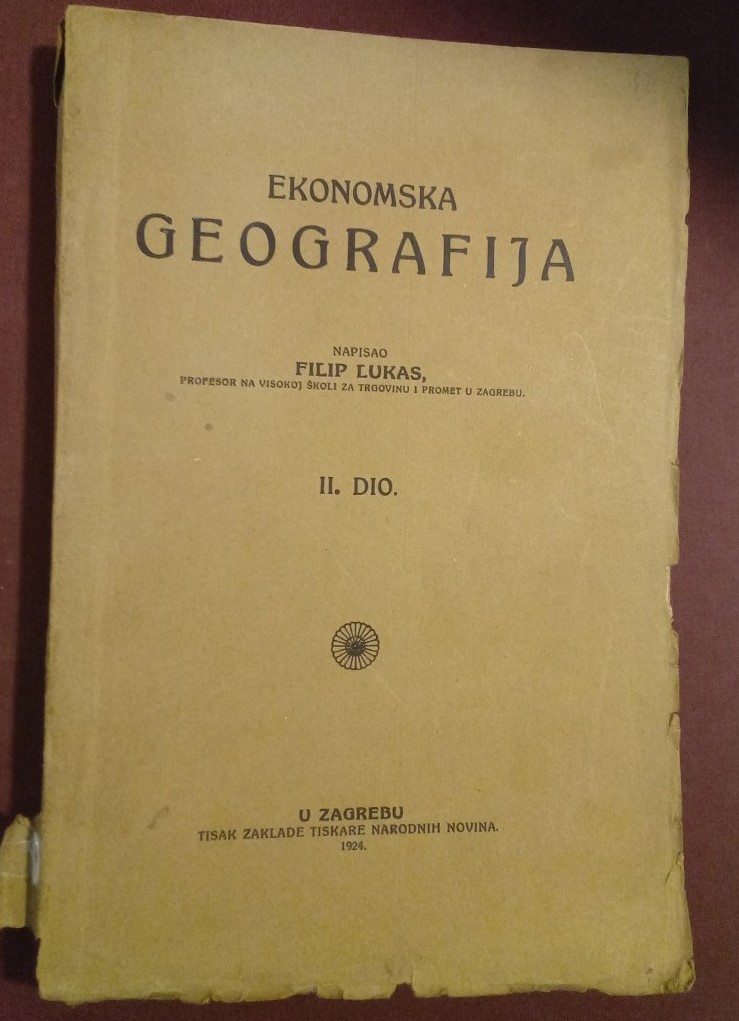 EKONOMSKA
GEOGRAFIJA
NAPISAO
FILIP LUKAS,
PROFESOR NA VISOKOJ ŠKOLI ZA TRGOVINU I PROMET U ZAGREBU.
II. DIO.
U ZAGREBU
TISAK ZAKLADE TISKARE NARODNIH NOVINA.
1924.